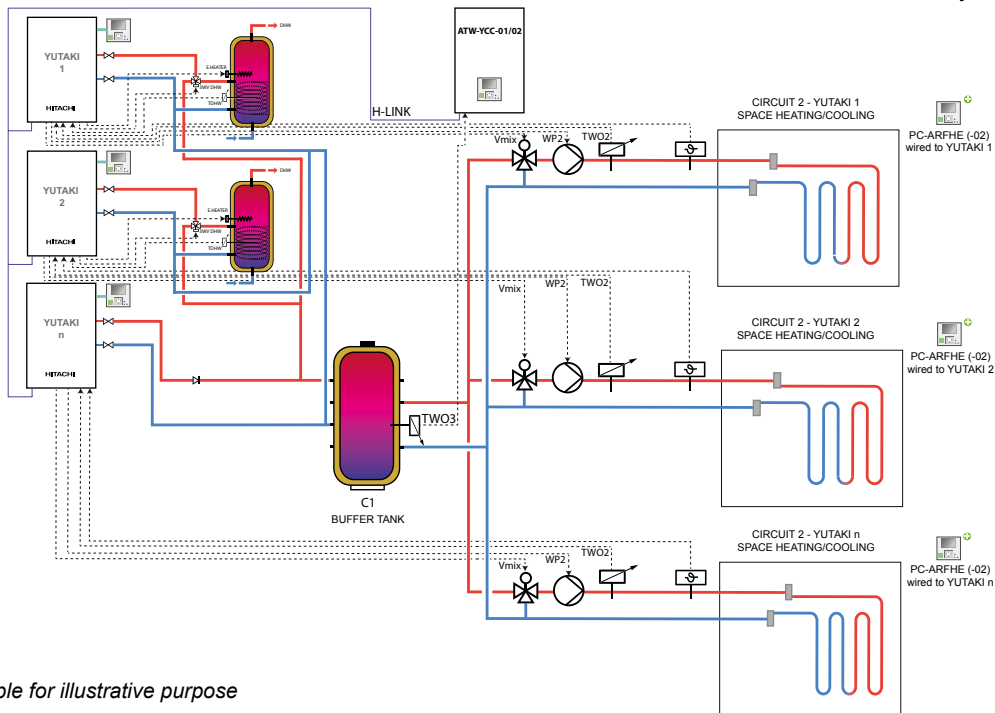 YUTAKI
1
HITACHI
E.HEATER
3WV DHW
TDHW
DHW
H-LINK
ATW-YCC-01/02
YUTAKI
2
HITACHI
E.HEATER
3WV DHW
TDHW
DHW
YUTAKI
n
HITACHI
Vmix
WP2
TWO2
CIRCUIT 2 - YUTAKI 1
SPACE HEATING/COOLING
PC-ARFHE (-02)
wired to YUTAKI 1
Vmix
WP2
TWO2
CIRCUIT 2 - YUTAKI 2
SPACE HEATING/COOLING
PC-ARFHE (-02)
wired to YUTAKI 2
TWO3
C1
BUFFER TANK
Vmix
WP2
TWO2
CIRCUIT 2 - YUTAKI n
SPACE HEATING/COOLING
PC-ARFHE (-02)
wired to YUTAKI n
ple for illustrative purpose